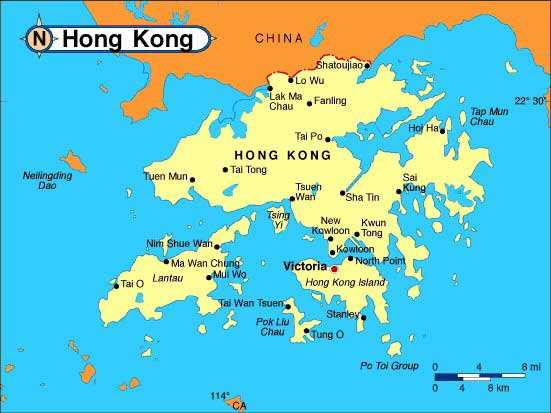 N Hong Kong
CHINA
Shatoujiao
Lo Wu
Lak Ma
Chau
Fanling
22° 30'
Tap Mun
Chau
Hoi Ha
Tai Po
HONG KONG
Neilingding
Dao
Tai Tong
Tuen Mun
Sai
Kung
Tsuen
Wan
Sha Tin
Tsing
Yi
New
Kowloon
Kwun
Tong
Nim Shue Wan
Kowloon
North Point
Ma Wan Chung
Victoria
Lantau
Mui Wo
Hong Kong Island
Tai O
Tai Wan Tsuen
Stanley
Pok Liu
Chau
Tung O
Po Toi Group
0 4 8 mi
0 4 8 km
114°
CA